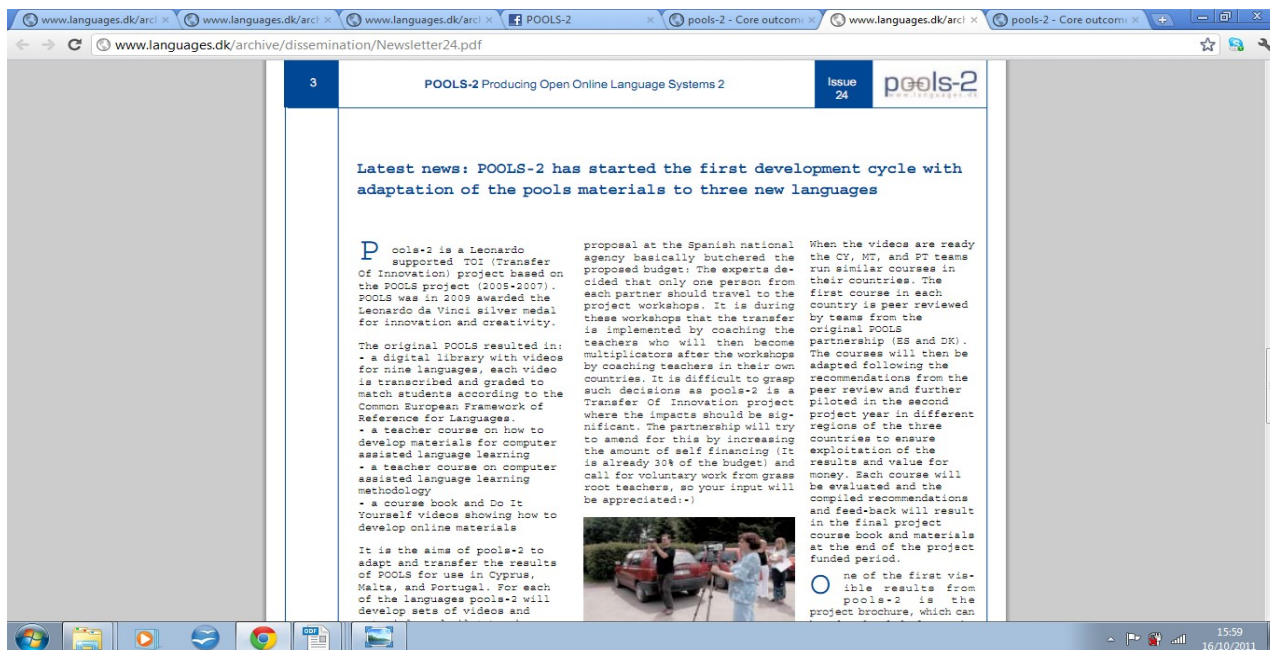 www.languages.dk/arch
www.languages.dk/arch
www.languages.dk/arch
POOLS-2
pools-2 - Core outcome
www.languages.dk/arch
pools-2 - Core outcome
www.languages.dk/archive/dissemination/Newsletter24.pdf
3
POOLS-2 Producing Open Online Language Systems 2
Issue
24
pools-2
www.languages.dk
Latest news: POOLS-2 has started the first development cycle with
adaptation of the pools materials to three new languages
Pools-2 is a Leonardo
supported TOI (Transfer
Of Innovation) project based on
the POOLS project (2005-2007).
POOLS was in 2009 awarded the
Leonardo da Vinci silver medal
for innovation and creativity.
The original POOLS resulted in:
- a digital library with videos
for nine languages, each video
is transcribed and graded to
match students according to the
Common European Framework of
Reference for Languages.
- a teacher course on how to
develop materials for computer
assisted language learning
- a teacher course on computer
assisted language learning
methodology
- a course book and Do It
Yourself videos showing how to
develop online materials
It is the aims of pools-2 to
adapt and transfer the results
of POOLS for use in Cyprus,
Malta, and Portugal. For each
of the languages pools-2 will
develop sets of videos and
proposal at the Spanish national
agency basically butchered the
proposed budget: The experts de-
cided that only one person from
each partner should travel to the
project workshops. It is during
these workshops that the transfer
is implemented by coaching the
teachers who will then become
multiplicators after the workshops
by coaching teachers in their own
countries. It is difficult to grasp
such decisions as pools-2 is a
Transfer Of Innovation project
where the impacts should be sig-
nificant. The partnership will try
to amend for this by increasing
the amount of self financing (It
is already 30% of the budget) and
call for voluntary work from grass
root teachers, so your input will
be appreciated:-)
When the videos are ready
the CY, MT, and PT teams
run similar courses in
their countries. The
first course in each
country is peer reviewed
by teams from the
original POOLS
partnership (ES and DK).
The courses will then be
adapted following the
recommendations from the
peer review and further
piloted in the second
project year in different
regions of the three
countries to ensure
exploitation of the
results and value for
money. Each course will
be evaluated and the
compiled recommendations
and feed-back will result
in the final project
course book and materials
at the end of the project
funded period.
One of the first vis-
ible results from
pools-2 is the
project brochure, which can
15:59
16/10/2011